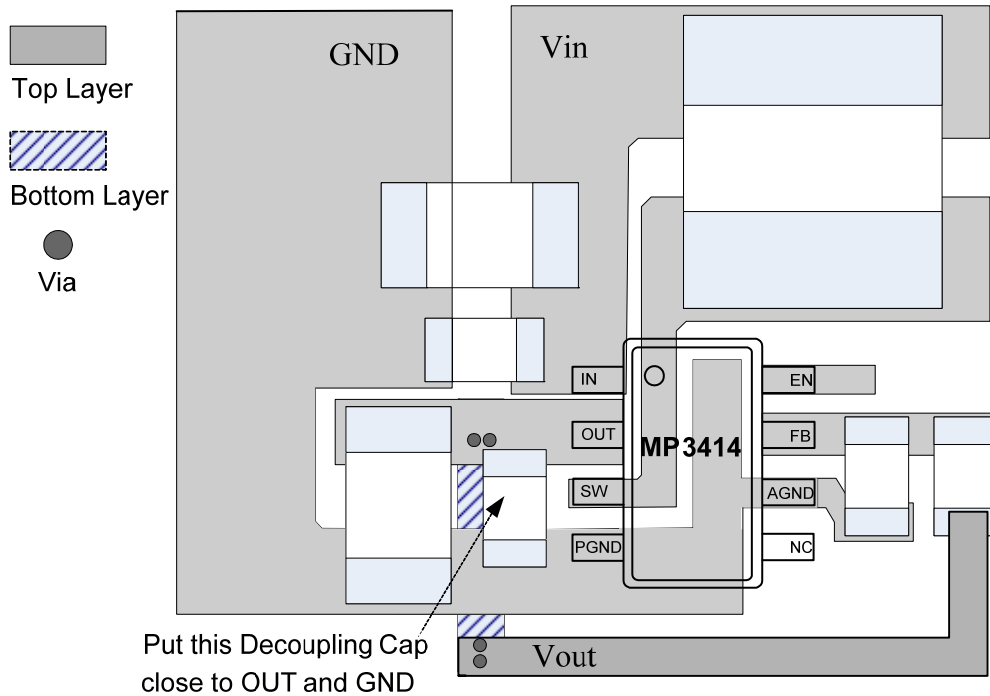 Top Layer
Bottom Layer
Via
GND
Vin
IN
OUT
SW
PGND
MP3414
EN
FB
AGND
NC
Put this Decoupling Cap
close to OUT and GND
Vout